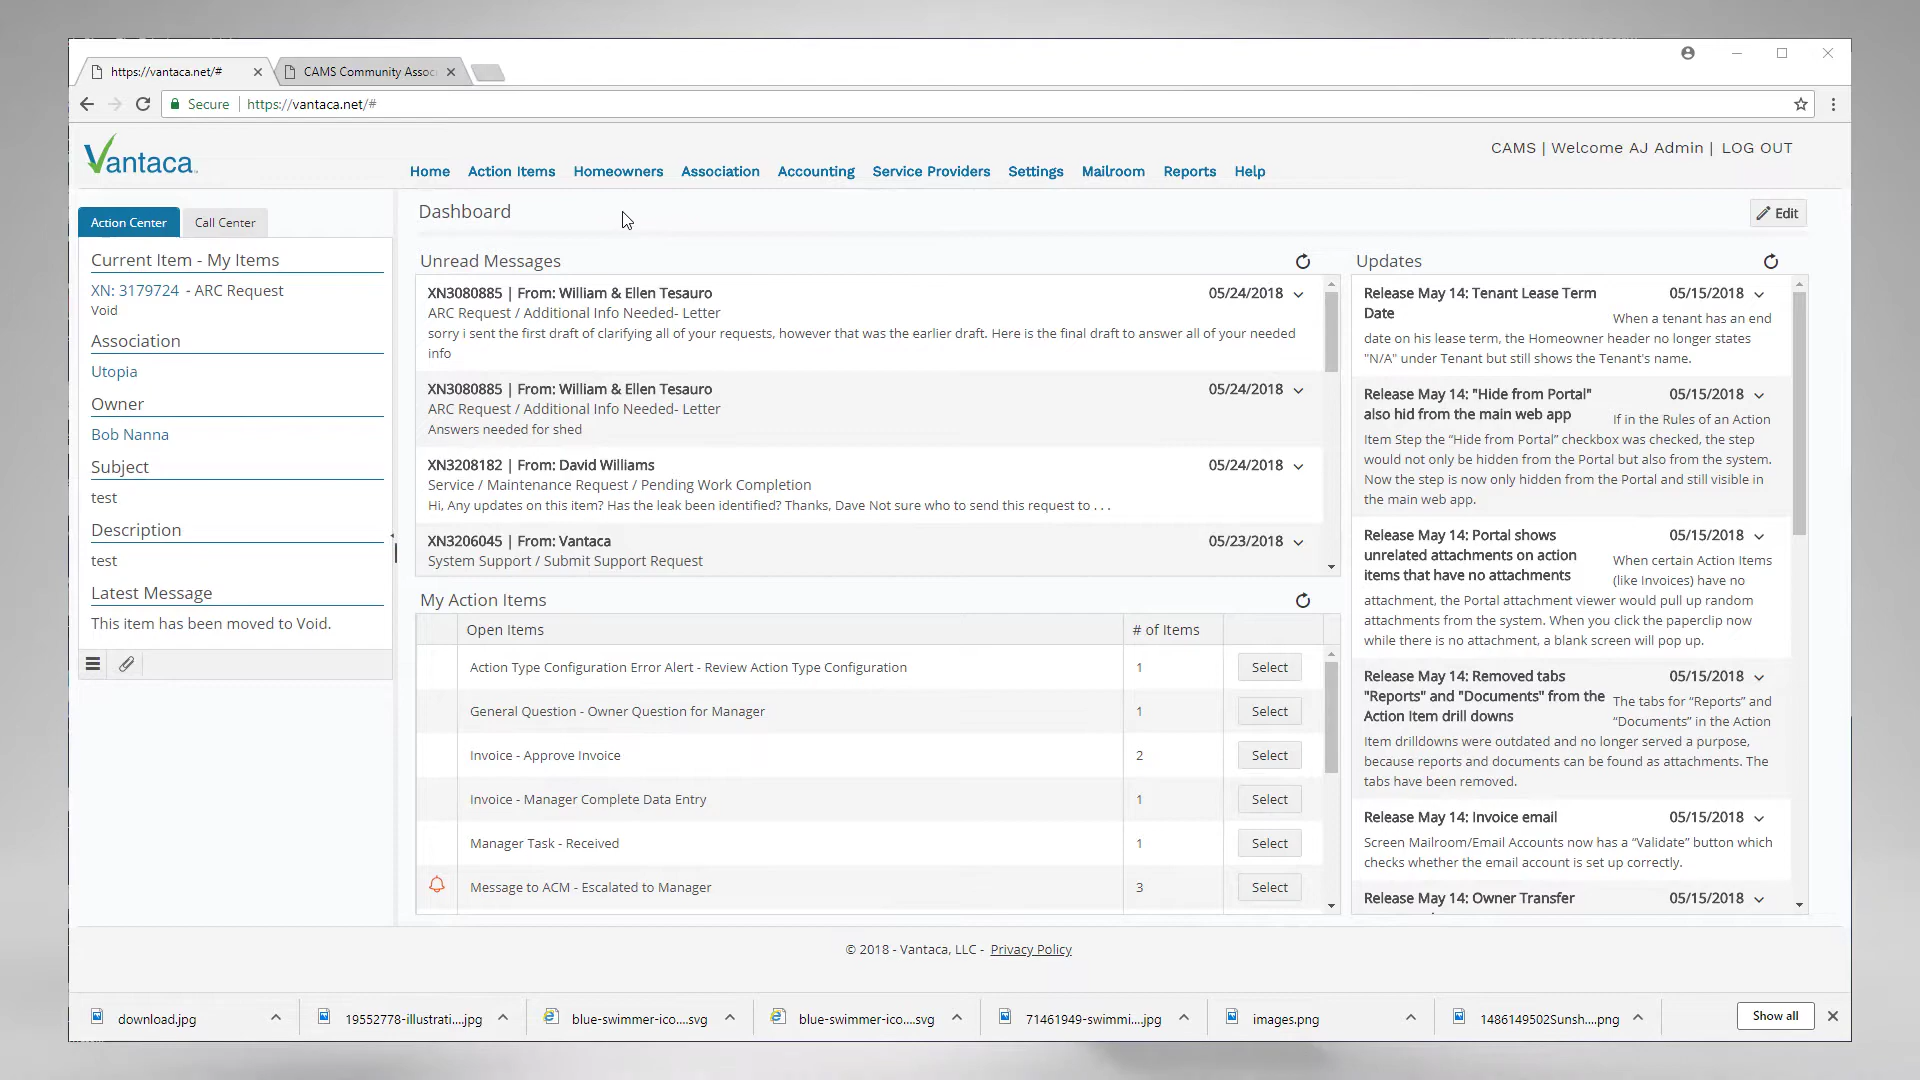 https://vantaca.net/#
CAMS Community Assoc
Secure
https://vantaca.net/#
Vantaca
CAMS | Welcome AJ Admin | LOG OUT
Home
Action Items
Homeowners
Association
Accounting
Service Providers
Settings
Mailroom
Reports
Help
Action Center
Call Center
Current Item - My Items
XN: 3179724 - ARC Request
Void
Association
Utopia
Owner
Bob Nanna
Subject
test
Description
test
Latest Message
This item has been moved to Void.
Dashboard
Edit
Unread Messages
XN3080885 | From: William & Ellen Tesauro 05/24/2018
ARC Request / Additional Info Needed- Letter
sorry i sent the first draft of clarifying all of your requests, however that was the earlier draft. Here is the final draft to answer all of your needed
info
XN3080885 | From: William & Ellen Tesauro 05/24/2018
ARC Request / Additional Info Needed- Letter
Answers needed for shed
XN3208182 | From: David Williams 05/24/2018
Service / Maintenance Request / Pending Work Completion
Hi, Any updates on this item? Has the leak been identified? Thanks, Dave Not sure who to send this request to . . .
XN3206045 | From: Vantaca 05/23/2018
System Support / Submit Support Request
My Action Items
Open Items # of Items
Action Type Configuration Error Alert - Review Action Type Configuration 1 Select
General Question - Owner Question for Manager 1 Select
Invoice - Approve Invoice 2 Select
Invoice - Manager Complete Data Entry 1 Select
Manager Task - Received 1 Select
Message to ACM - Escalated to Manager 3 Select
Updates
Release May 14: Tenant Lease Term 05/15/2018
Date
When a tenant has an end
date on his lease term, the Homeowner header no longer states
"N/A" under Tenant but still shows the Tenant's name.
Release May 14: "Hide from Portal" 05/15/2018
also hid from the main web app
If in the Rules of an Action
Item Step the “Hide from Portal” checkbox was checked, the step
would not only be hidden from the Portal but also from the system.
Now the step is now only hidden from the Portal and still visible in
the main web app.
Release May 14: Portal shows 05/15/2018
unrelated attachments on action
items that have no attachments
When certain Action Items
(like Invoices) have no
attachment, the Portal attachment viewer would pull up random
attachments from the system. When you click the paperclip now
while there is no attachment, a blank screen will pop up.
Release May 14: Removed tabs 05/15/2018
"Reports" and "Documents" from the
Action Item drill downs
The tabs for “Reports” and
“Documents” in the Action
Item drilldowns were outdated and no longer served a purpose,
because reports and documents can be found as attachments. The
tabs have been removed.
Release May 14: Invoice email 05/15/2018
Screen Mailroom/Email Accounts now has a “Validate” button which
checks whether the email account is set up correctly.
Release May 14: Owner Transfer 05/15/2018
© 2018 - Vantaca, LLC - Privacy Policy
download.jpg
19552778-illustrati....jpg
blue-swimmer-ico....svg
blue-swimmer-ico....svg
71461949-swimmi....jpg
images.png
1486149502Sunsh....png
Show all